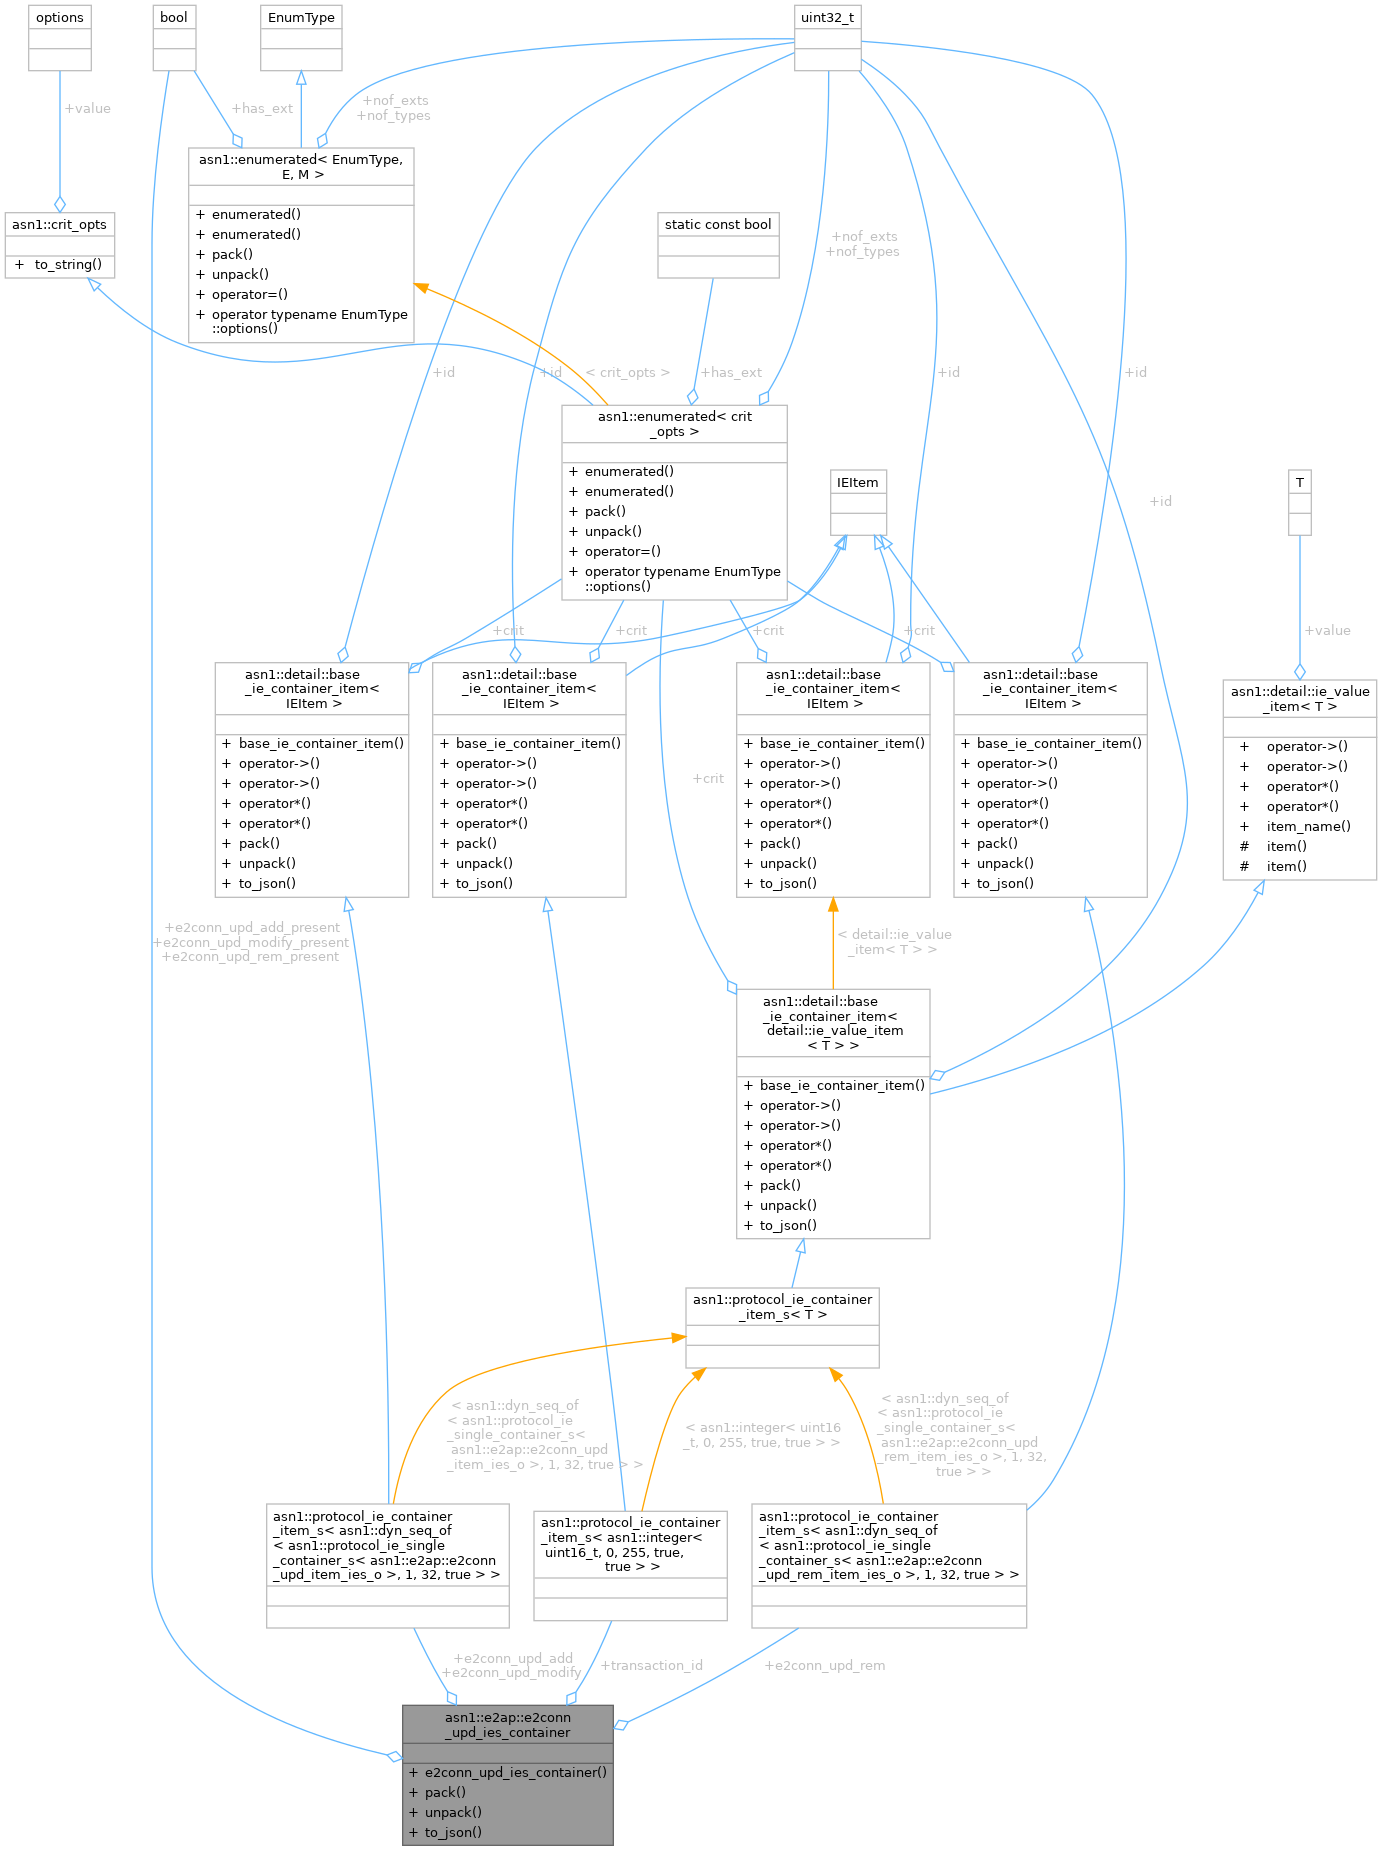 options
bool
EnumType
uint32_t
+value
+has_ext
+nof_exts
+nof_types
asn1::enumerated< EnumType,
E, M >
+ enumerated()
+ enumerated()
+ pack()
+ unpack()
+ operator=()
+ operator typename EnumType
::options()
asn1::crit_opts
+ to_string()
static const bool
+nof_exts
+nof_types
+id
+id
< crit_opts >
+has_ext
+id
+id
asn1::enumerated< crit
_opts >
+ enumerated()
+ enumerated()
+ pack()
+ unpack()
+ operator=()
+ operator typename EnumType
::options()
IEItem
T
+id
+crit
+crit
+crit
+crit
+value
asn1::detail::base
_ie_container_item<
IEItem >
+ base_ie_container_item()
+ operator->()
+ operator->()
+ operator*()
+ operator*()
+ pack()
+ unpack()
+ to_json()
asn1::detail::base
_ie_container_item<
IEItem >
+ base_ie_container_item()
+ operator->()
+ operator->()
+ operator*()
+ operator*()
+ pack()
+ unpack()
+ to_json()
+crit
asn1::detail::base
_ie_container_item<
IEItem >
+ base_ie_container_item()
+ operator->()
+ operator->()
+ operator*()
+ operator*()
+ pack()
+ unpack()
+ to_json()
asn1::detail::base
_ie_container_item<
IEItem >
+ base_ie_container_item()
+ operator->()
+ operator->()
+ operator*()
+ operator*()
+ pack()
+ unpack()
+ to_json()
asn1::detail::ie_value
_item< T >
+ operator->()
+ operator->()
+ operator*()
+ operator*()
+ item_name()
# item()
# item()
+e2conn_upd_add_present
+e2conn_upd_modify_present
+e2conn_upd_rem_present
< detail::ie_value
_item< T > >
asn1::detail::base
_ie_container_item<
detail::ie_value_item
< T > >
+ base_ie_container_item()
+ operator->()
+ operator->()
+ operator*()
+ operator*()
+ pack()
+ unpack()
+ to_json()
asn1::protocol_ie_container
_item_s< T >
< asn1::dyn_seq_of
< asn1::protocol_ie
_single_container_s<
asn1::e2ap::e2conn_upd
_item_ies_o >, 1, 32, true > >
< asn1::integer< uint16
_t, 0, 255, true, true > >
< asn1::dyn_seq_of
< asn1::protocol_ie
_single_container_s<
asn1::e2ap::e2conn_upd
_rem_item_ies_o >, 1, 32,
true > >
asn1::protocol_ie_container
_item_s< asn1::dyn_seq_of
< asn1::protocol_ie_single
_container_s< asn1::e2ap::e2conn
_upd_item_ies_o >, 1, 32, true > >
asn1::protocol_ie_container
_item_s< asn1::integer<
uint16_t, 0, 255, true,
true > >
asn1::protocol_ie_container
_item_s< asn1::dyn_seq_of
< asn1::protocol_ie_single
_container_s< asn1::e2ap::e2conn
_upd_rem_item_ies_o >, 1, 32, true > >
+e2conn_upd_add
+e2conn_upd_modify
+transaction_id
+e2conn_upd_rem
asn1::e2ap::e2conn
_upd_ies_container
+ e2conn_upd_ies_container()
+ pack()
+ unpack()
+ to_json()